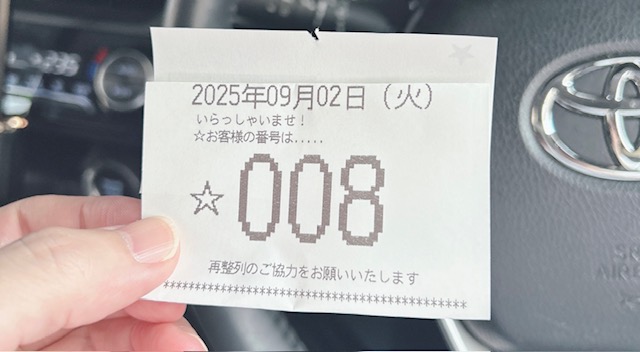 2025年09月02日（火）
いらっしゃいませ！
☆お客様の番号は.....
☆008
再整列のご協力をお願いいたします
SRS
AIRBAG